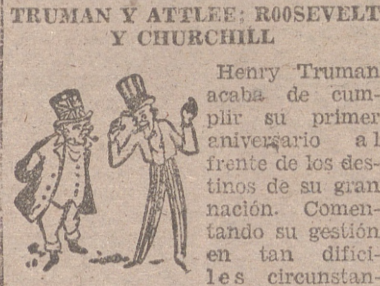 TRUMAN Y ATTLEE; ROOSEVELT
Y CHURCHILL
Henry Truman
acaba de cum-
plir su primer
aniversario al
frente de los des-
tinos de su gran
nación. Comen-
tando su gestión
en tan difíci-
les circunstan-